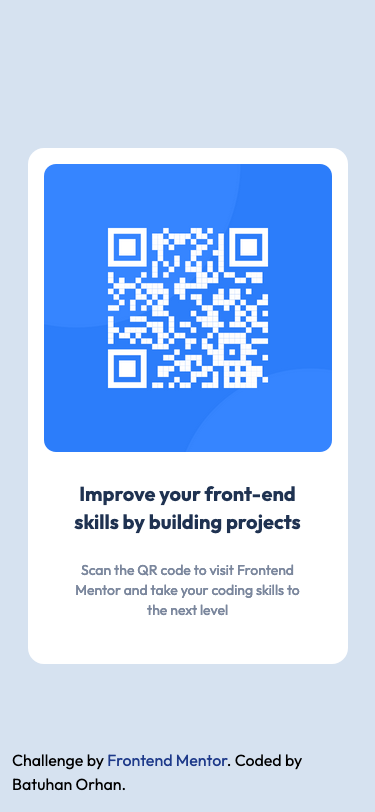 Improve your front-end
skills by building projects
Scan the QR code to visit Frontend
Mentor and take your coding skills to
the next level
Challenge by Frontend Mentor. Coded by
Batuhan Orhan.